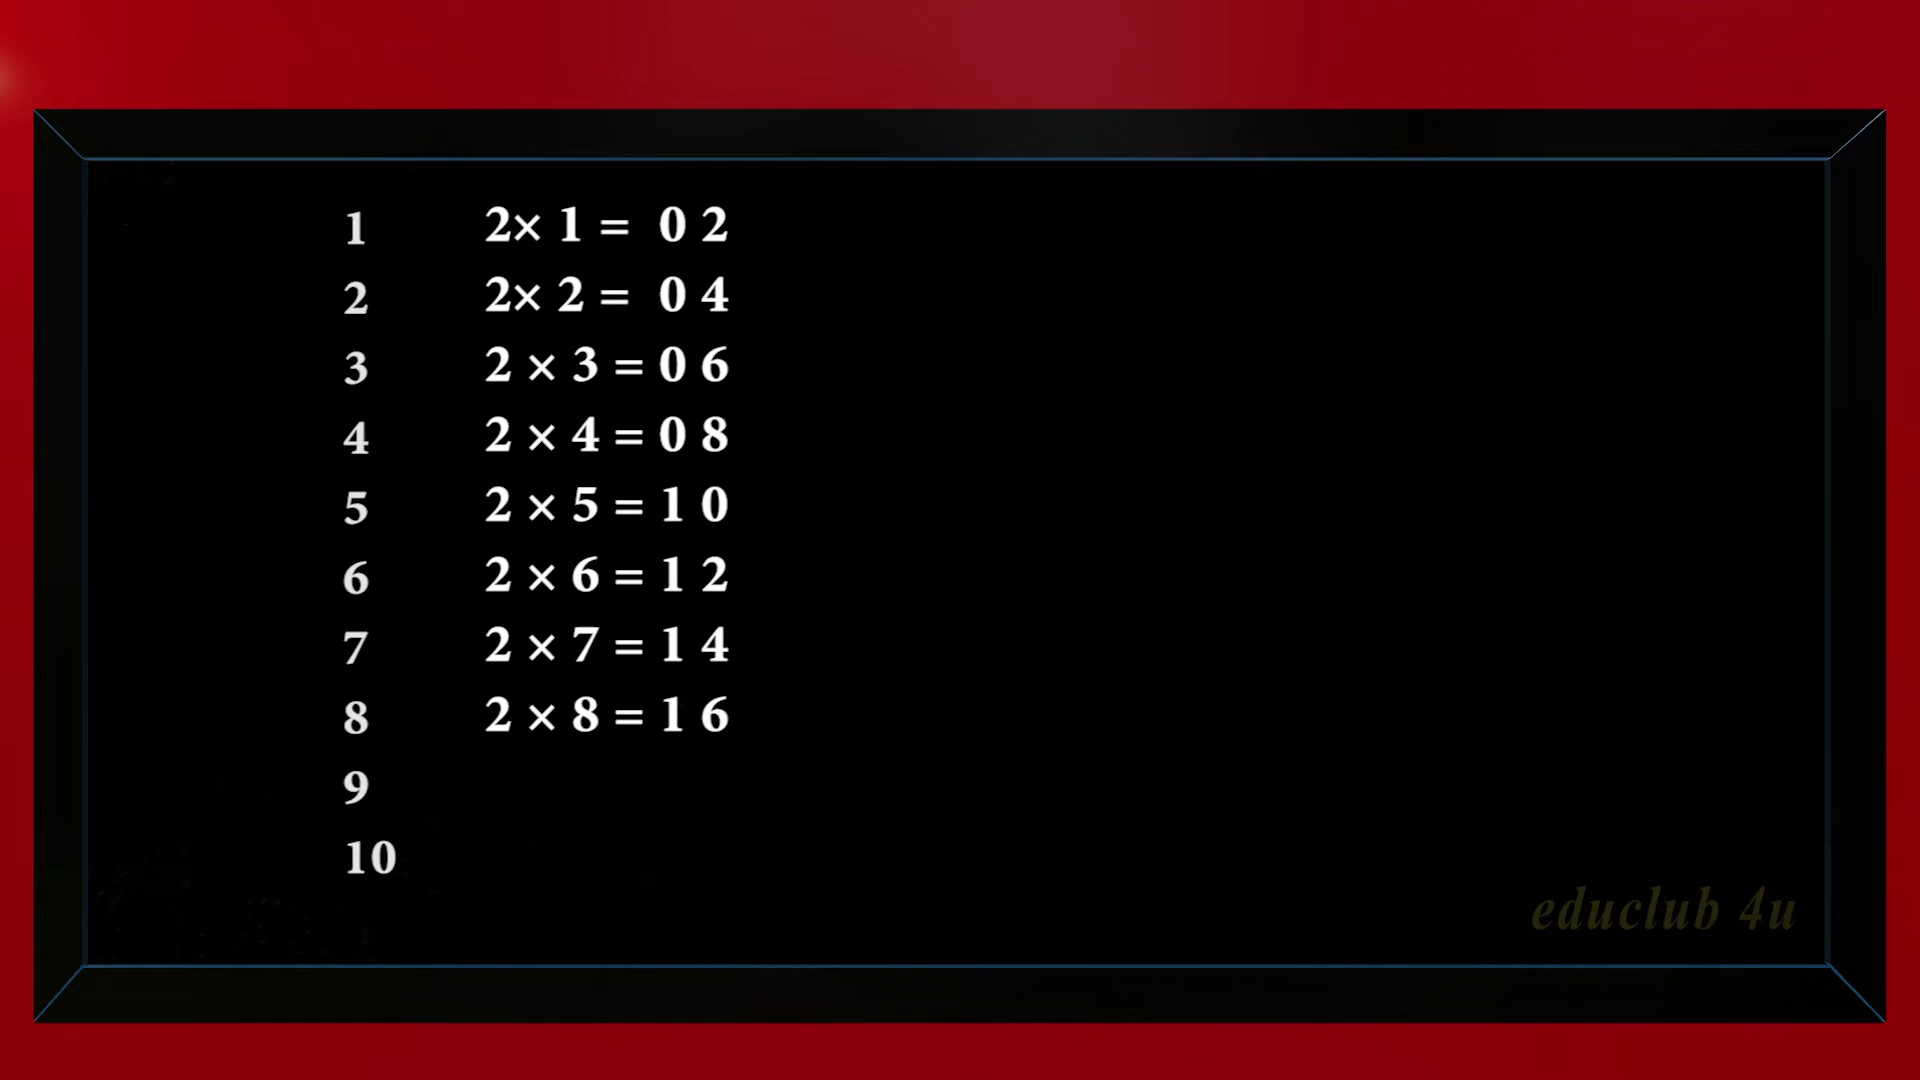 1 2× 1 = 0 2
2 2× 2 = 0 4
3 2 × 3 = 0 6
4 2 × 4 = 0 8
5 2 × 5 = 1 0
6 2 × 6 = 1 2
7 2 × 7 = 1 4
8 2 × 8 = 1 6
9
10
educlub 4u